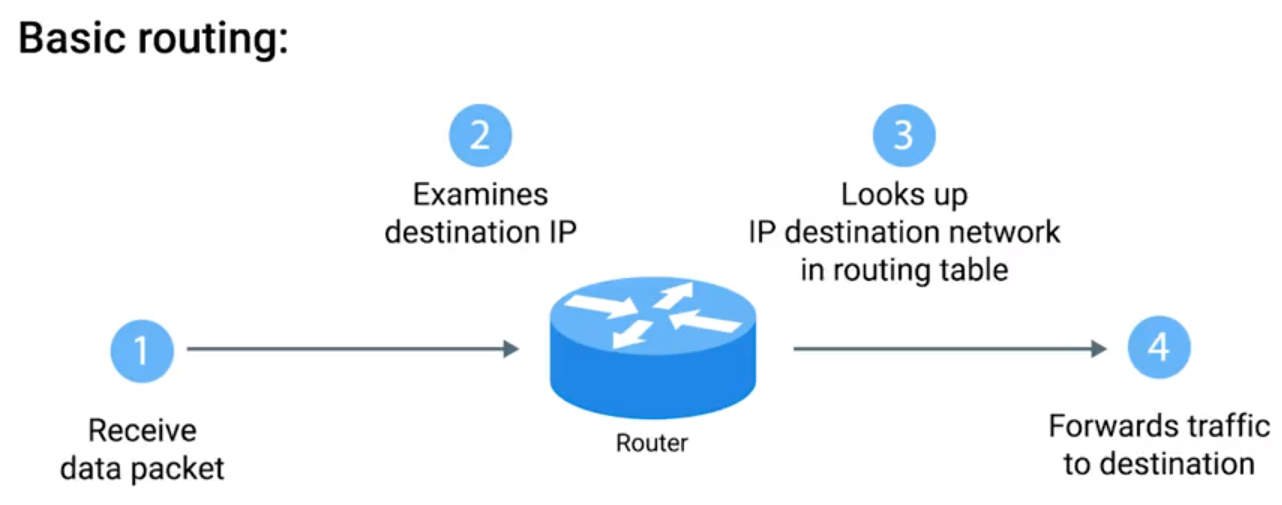 Basic routing:
1
Receive
data packet
2
Examines
destination IP
3
Looks up
IP destination network
in routing table
Router
4
Forwards traffic
to destination